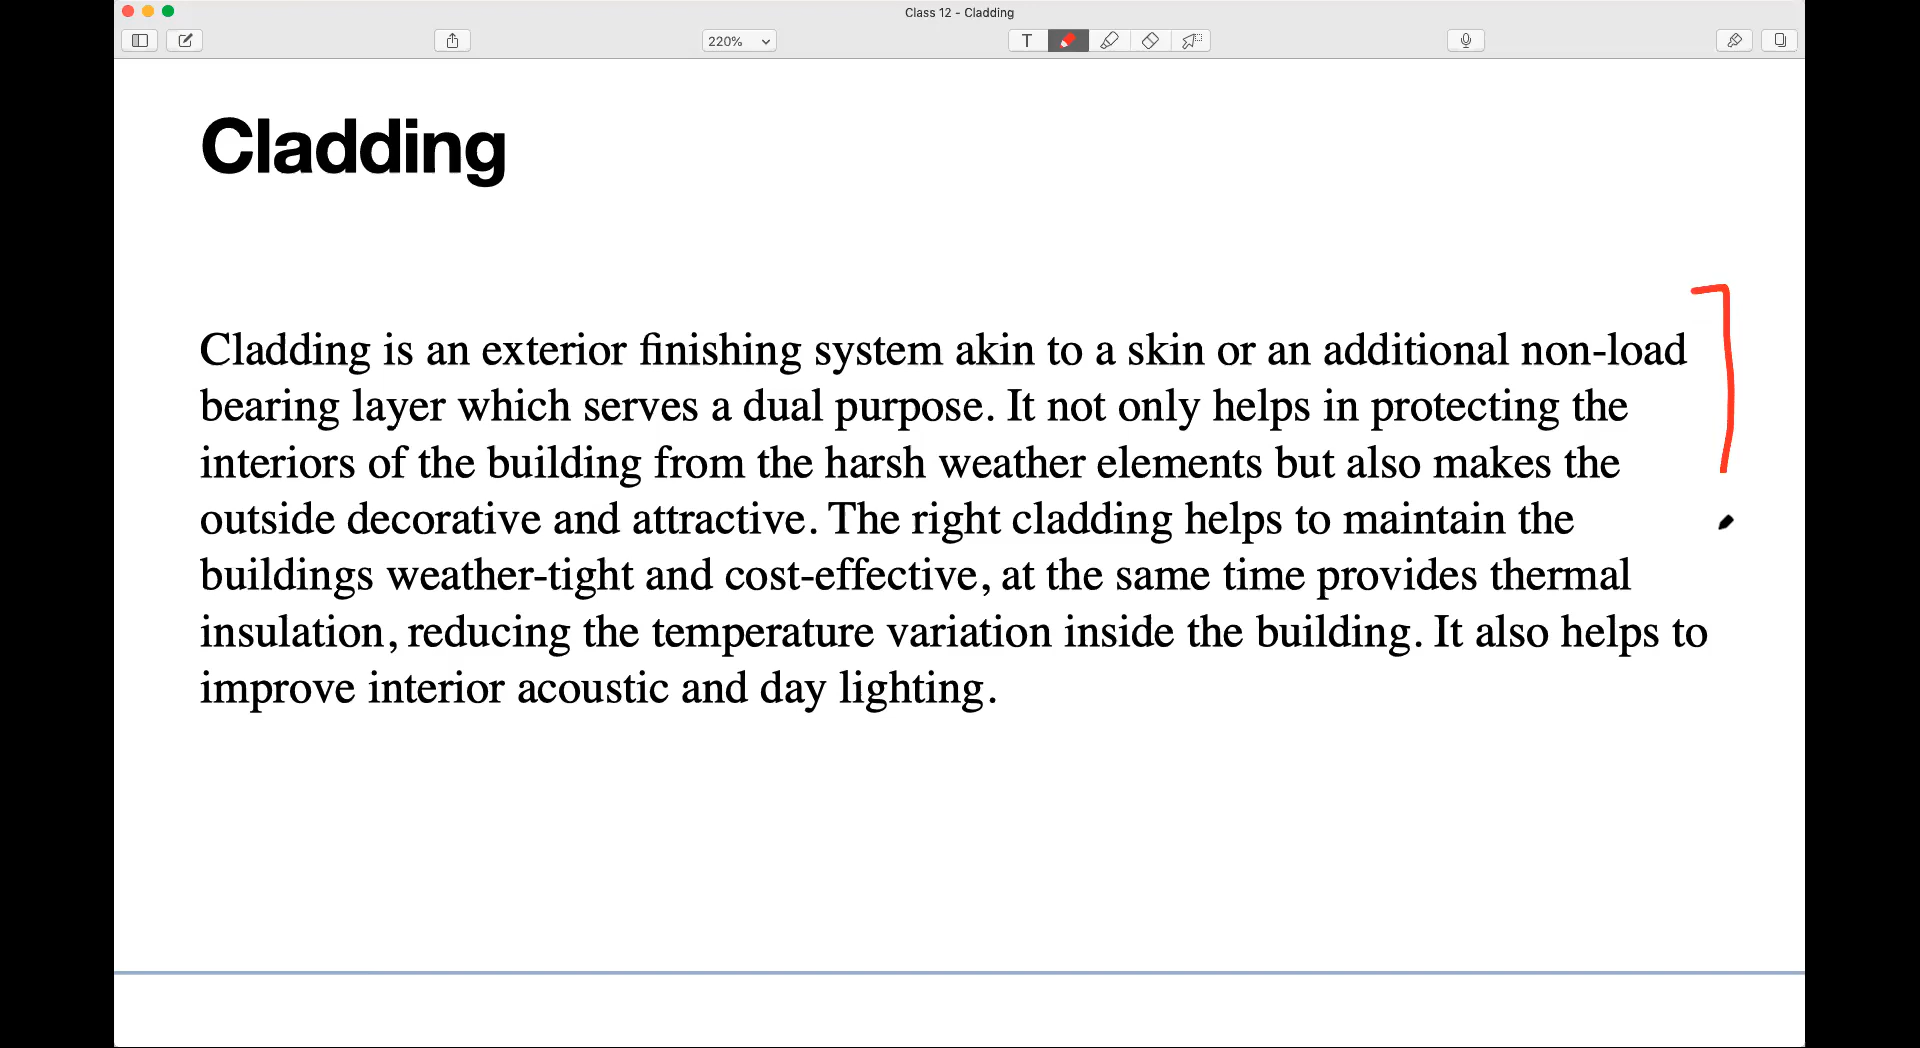 Class 12 - Cladding
220%
T
Cladding
Cladding is an exterior finishing system akin to a skin or an additional non-load
bearing layer which serves a dual purpose. It not only helps in protecting the
interiors of the building from the harsh weather elements but also makes the
outside decorative and attractive. The right cladding helps to maintain the
buildings weather-tight and cost-effective, at the same time provides thermal
insulation, reducing the temperature variation inside the building. It also helps to
improve interior acoustic and day lighting.